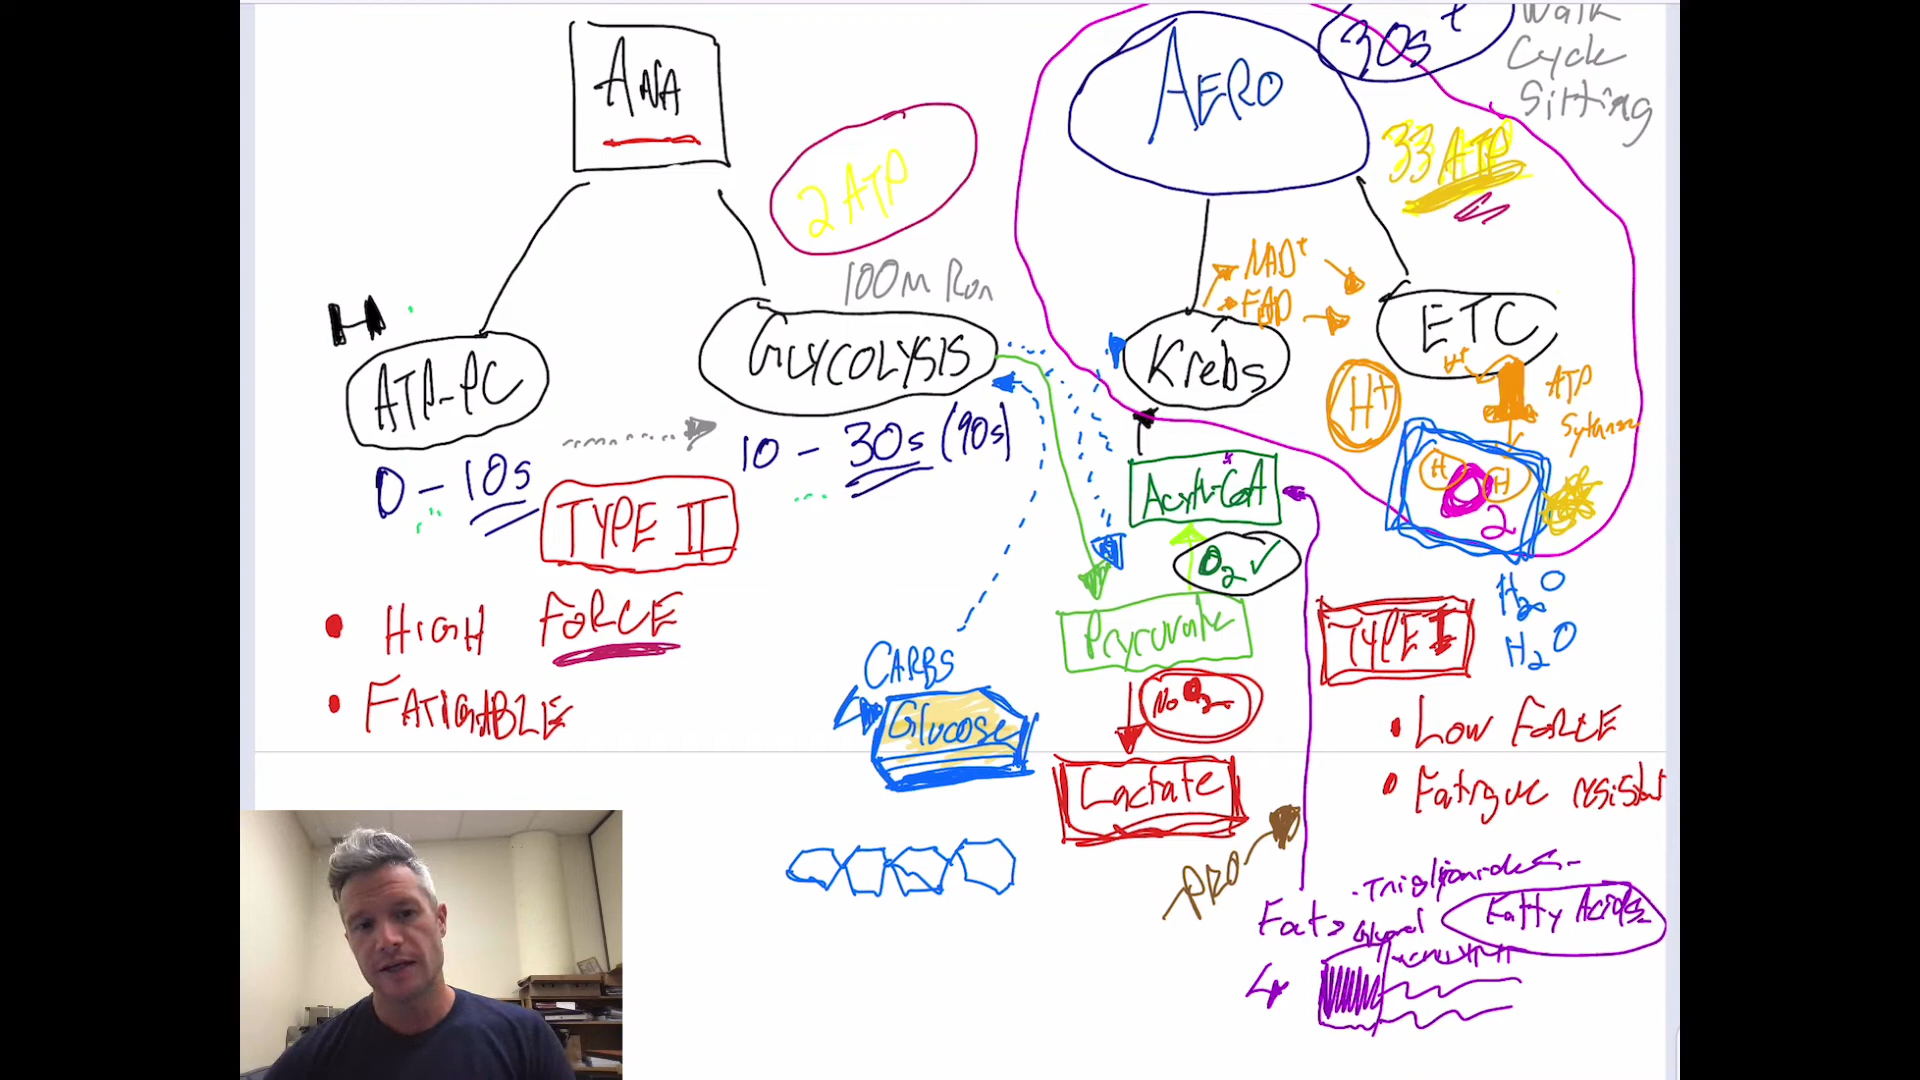 ANA
AERO
30s+
Walk
Cycle
Sitting
33 ATP
2 ATP
100m Run
NAD+
FAD
ATP-PC
GLYCOLYSIS
Krebs
ETC
0 - 10s
10 - 30s (90s)
H+
H+
ATP
TYPE II
Acetyl-CoA
H
H
2
O2 ✓
• HIGH FORCE
• FATIGABLE
Pyruvate
TYPE I
H2O
H2O
CARBS
Glucose
No O2
Lactate
• Low Force
• Fatigue resistant
PRO
Fats
Glycerol
Fatty Acids